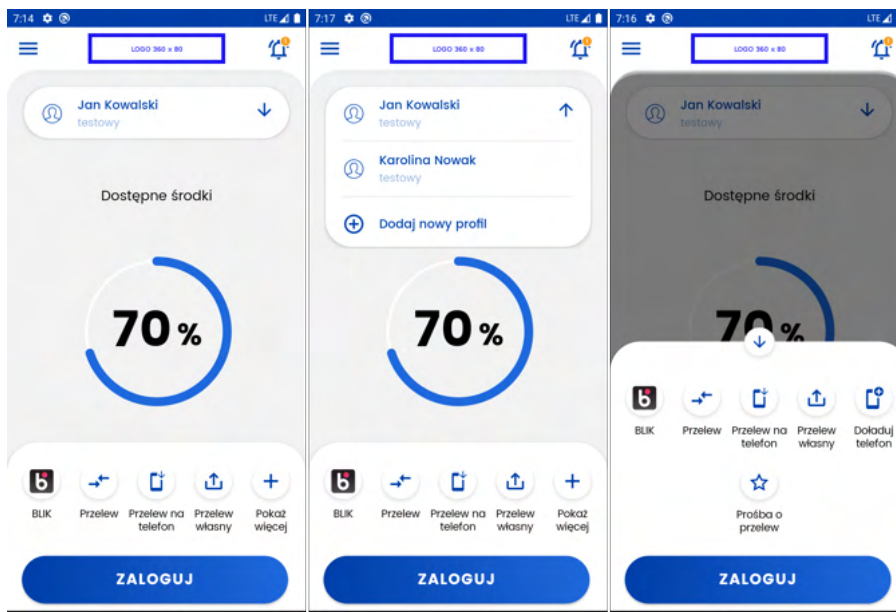 7:14
LTE
LOGO 360 x 80
Jan Kowalski
testowy
Dostępne środki
70 %
BLIK
Przelew
Przelew na
telefon
Przelew
własny
Pokaż
więcej
ZALOGUJ
7:17
LTE
LOGO 360 x 80
Jan Kowalski
testowy
Karolina Nowak
testowy
Dodaj nowy profil
70 %
BLIK
Przelew
Przelew na
telefon
Przelew
własny
Pokaż
więcej
ZALOGUJ
7:16
LTE
LOGO 360 x 80
Jan Kowalski
testowy
Dostępne środki
70 %
BLIK
Przelew
Przelew na
telefon
Przelew
własny
Doładuj
telefon
Prośba o
przelew
ZALOGUJ